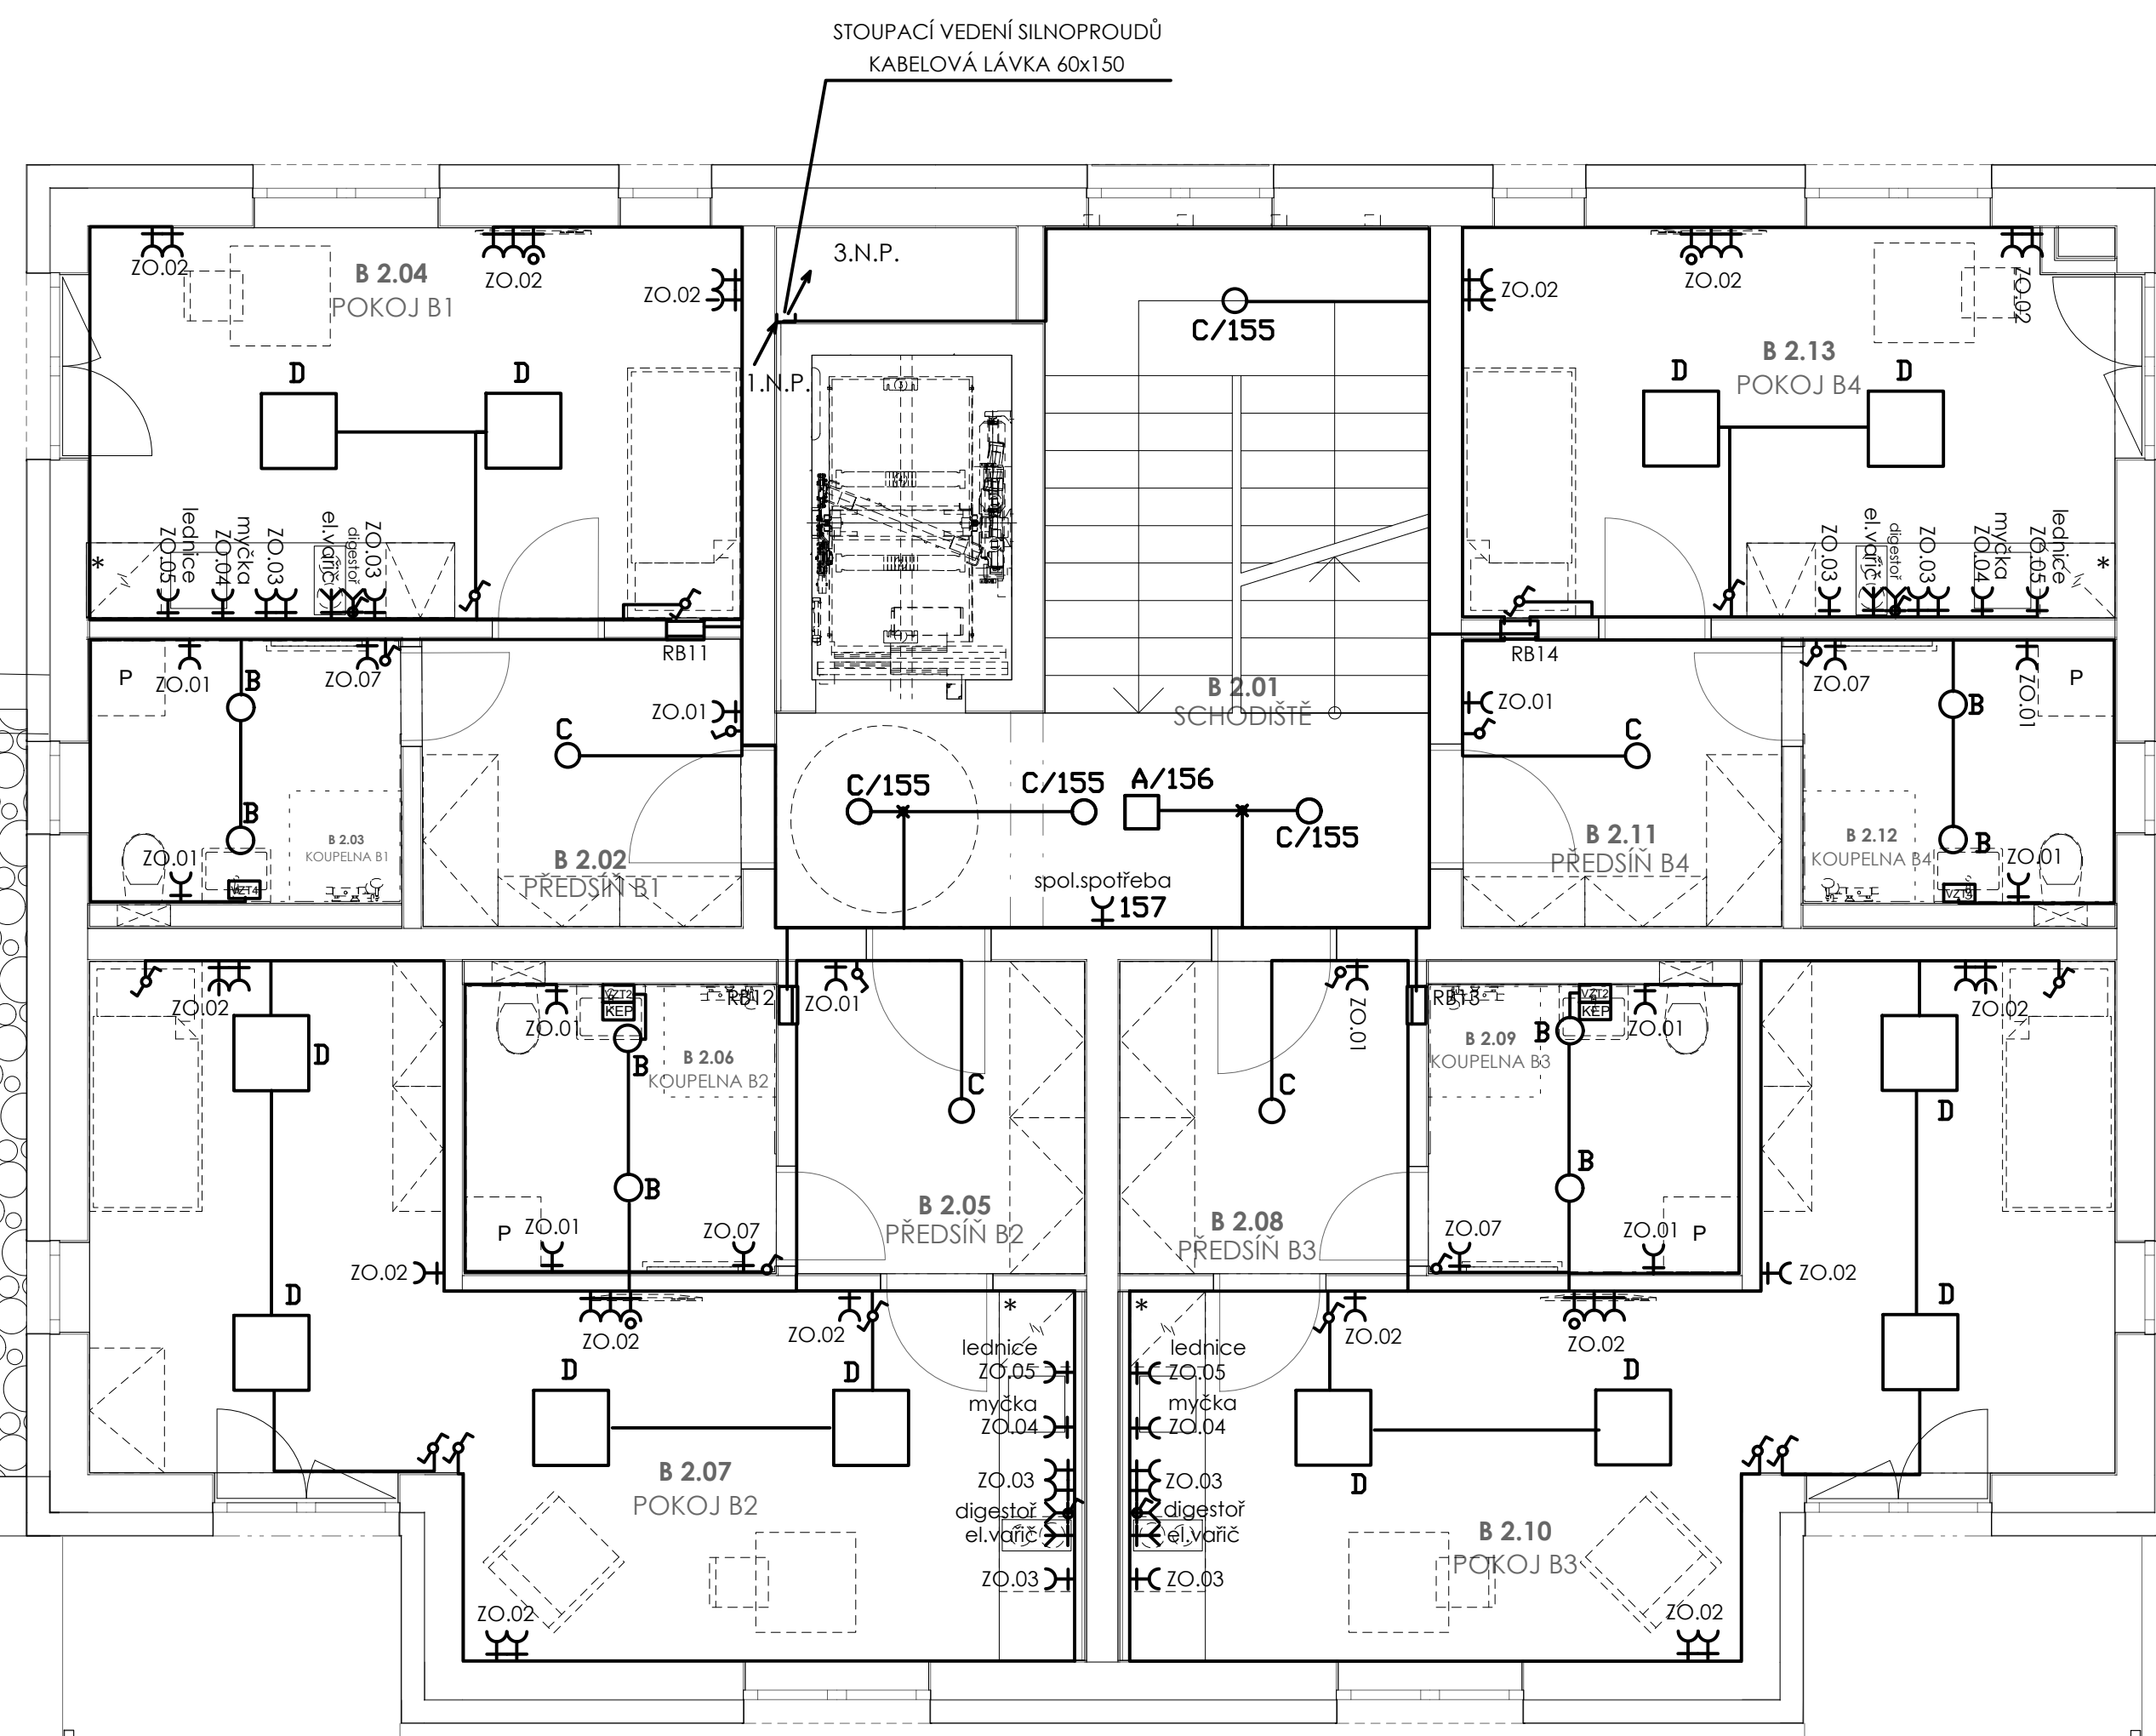 STOUPACÍ VEDENÍ SILNOPROUDŮ
KABELOVÁ LÁVKA 60x150
3.N.P.
1.N.P.
ZO.02
B 2.04
POKOJ B1
ZO.02
ZO.02
D
D
lednice
ZO.05
myčka
ZO.04
ZO.03
el.vařič
digestoř
ZO.03
*
RB11
C/155
B 2.01
SCHODIŠTĚ
ZO.02
ZO.02
ZO.02
B 2.13
POKOJ B4
D
D
ZO.03
el.vařič
digestoř
ZO.03
myčka
ZO.04
lednice
ZO.05
*
RB14
P
ZO.01
B
ZO.07
B
B 2.03
KOUPELNA B1
ZO.01
VZT4
ZO.01
C
B 2.02
PŘEDSÍŇ B1
C/155
C/155
A/156
C/155
spol.spotřeba
157
ZO.01
C
B 2.11
PŘEDSÍŇ B4
ZO.07
B
ZO.01
P
B 2.12
KOUPELNA B4
B
ZO.01
ZO.02
D
D
ZO.02
ZO.01
VZT2
KEP
RB12
B
B 2.06
KOUPELNA B2
B
P
ZO.01
ZO.07
ZO.01
C
B 2.05
PŘEDSÍŇ B2
ZO.01
C
B 2.08
PŘEDSÍŇ B3
RB13
VZT2
KEP
B
B 2.09
KOUPELNA B3
ZO.01
B
ZO.07
ZO.01
P
ZO.02
D
ZO.02
D
ZO.02
ZO.02
D
D
B 2.07
POKOJ B2
ZO.02
*
lednice
ZO.05
myčka
ZO.04
ZO.03
digestoř
el.vařič
ZO.03
*
lednice
ZO.05
myčka
ZO.04
ZO.03
digestoř
el.vařič
ZO.03
ZO.02
ZO.02
D
D
B 2.10
POKOJ B3
ZO.02